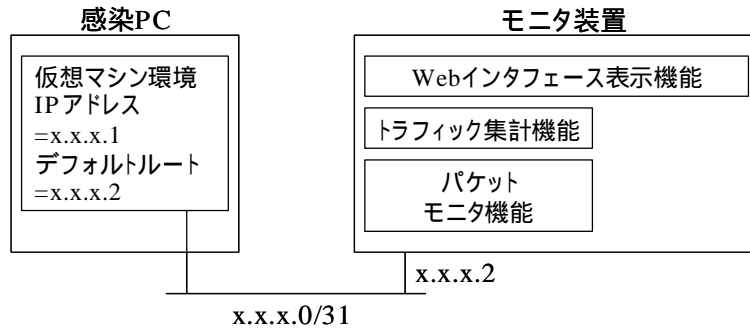 感染PC
仮想マシン環境
IPアドレス
=x.x.x.1
デフォルトルート
=x.x.x.2
モニタ装置
Webインタフェース表示機能
トラフィック集計機能
パケット
モニタ機能
x.x.x.2
x.x.x.0/31